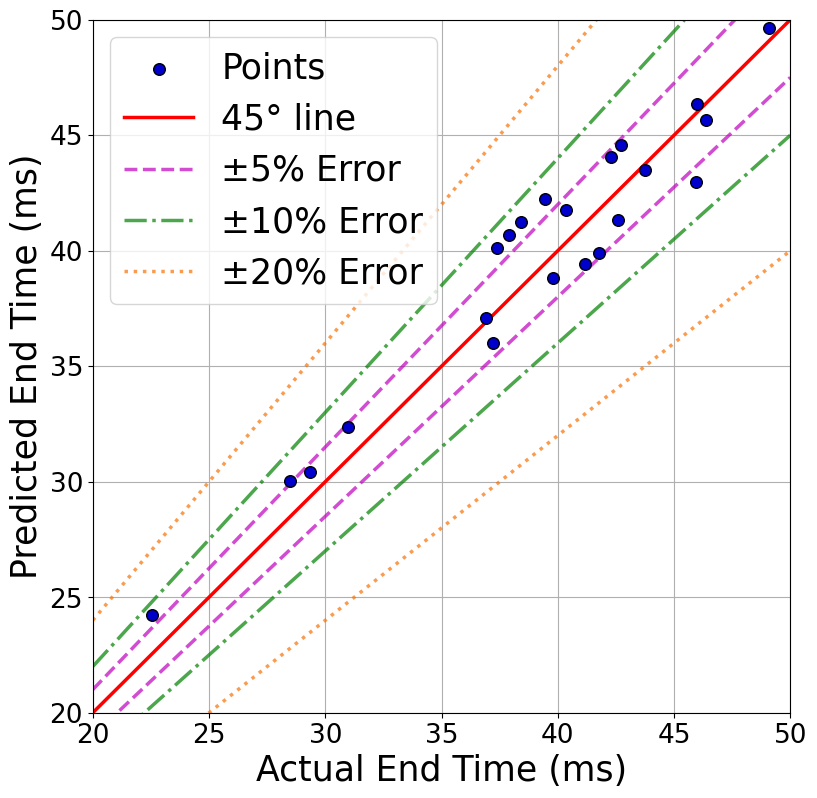 50
45
40
35
30
25
20
Predicted End Time (ms)
Points
45° line
±5% Error
±10% Error
±20% Error
20 25 30 35 40 45 50
Actual End Time (ms)